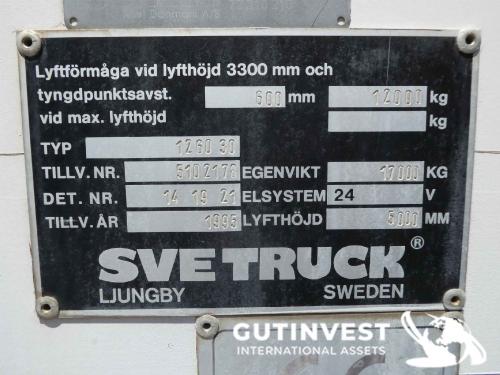 Lyftförmåga vid lyfthöjd 3300 mm och
tyngdpunktsavst. 600 mm 12000 kg
vid max. lyfthöjd kg
TYP 1260 30
TILLV. NR. 5102178 EGENVIKT 17000 KG
DET. NR. 14 19 21 ELSYSTEM 24 V
TILLV. ÅR 1995 LYFTHÖJD 5000 MM
SVETRUCK®
LJUNGBY SWEDEN
GUTINVEST
INTERNATIONAL ASSETS